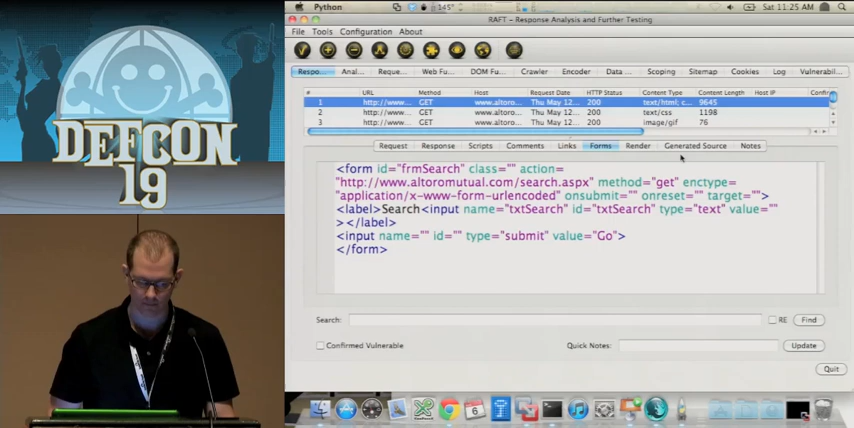 DEFCON
19
Python
145°
Sat 11:25 AM
RAFT - Response Analysis and Further Testing
File Tools Configuration
Help
Respo... Anal... Reque... Web Fu... DOM Fu... Crawler Encoder Data ... Scoping Sitemap Cookies Log Vulnerabil...
# URL Method Host Request Date HTTP Status Content Type Content Length Host IP Confir
1 http://www... GET www.altoro... Thu May 12... 200 text/html; c... 9645
2 http://www... GET www.altoro... Thu May 12... 200 text/css 1198
3 http://www... GET www.altoro... Thu May 12... 200 image/gif 76
Request Response Scripts Comments Links Forms Render Generated Source Notes
<form id="frmSearch" class="" action=
"http://www.altoromutual.com/search.aspx" method="get" enctype=
"application/x-www-form-urlencoded" onsubmit="" onreset="" target="">
<label>Search<input name="txtSearch" id="txtSearch" type="text" value=""
></label>
<input name="" id="" type="submit" value="Go">
</form>
Search:
RE
Find
Confirmed Vulnerable
Quick Notes:
Update
Quit
6